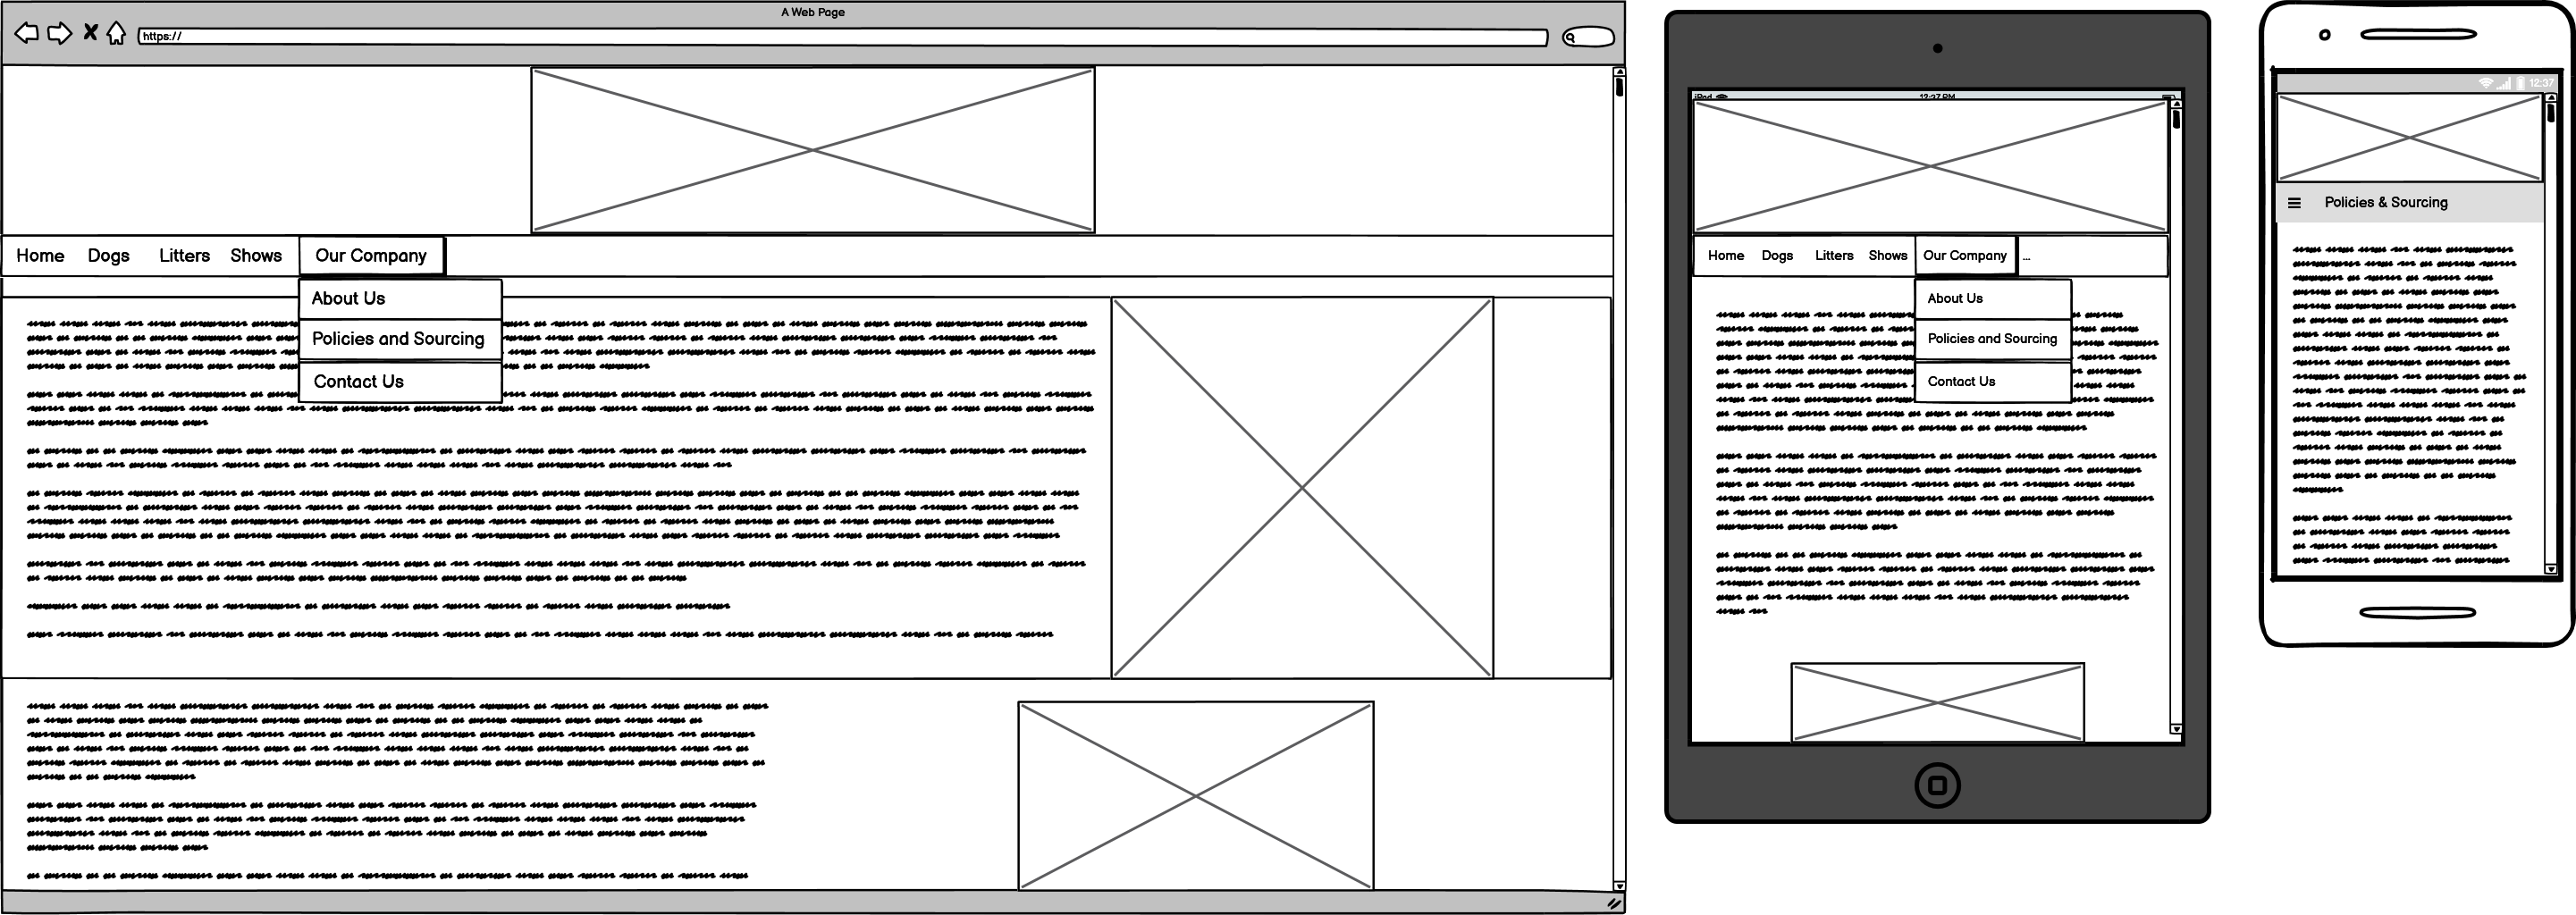 A Web Page
https://
Home Dogs Litters Shows Our Company
About Us
Policies and Sourcing
Contact Us
iPod 12:37 PM
Home Dogs Litters Shows Our Company ...
About Us
Policies and Sourcing
Contact Us
12:37
Policies & Sourcing